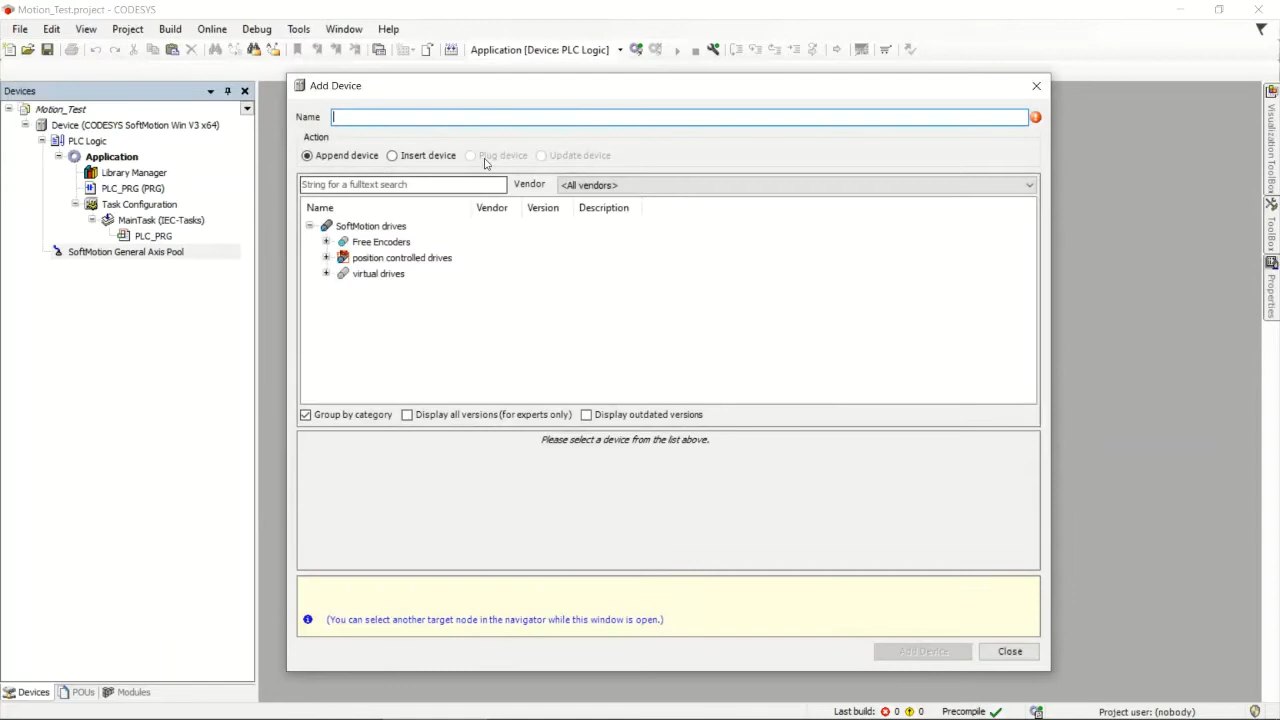 Motion_Test.project - CODESYS
File Edit View Project Build Online Debug Tools Window Help
Application [Device: PLC Logic]
Devices
Motion_Test
Device (CODESYS SoftMotion Win V3 x64)
PLC Logic
Application
Library Manager
PLC_PRG (PRG)
Task Configuration
MainTask (IEC-Tasks)
PLC_PRG
SoftMotion General Axis Pool
Devices POUs Modules
Add Device
Name
Action
Append device Insert device Plug device Update device
String for a fulltext search Vendor <All vendors>
Name Vendor Version Description
SoftMotion drives
Free Encoders
position controlled drives
virtual drives
Group by category Display all versions (for experts only) Display outdated versions
Please select a device from the list above.
(You can select another target node in the navigator while this window is open.)
Add Device Close
Visualization ToolBox
ToolBox
Properties
Last build: 0 0 Precompile Project user: (nobody)